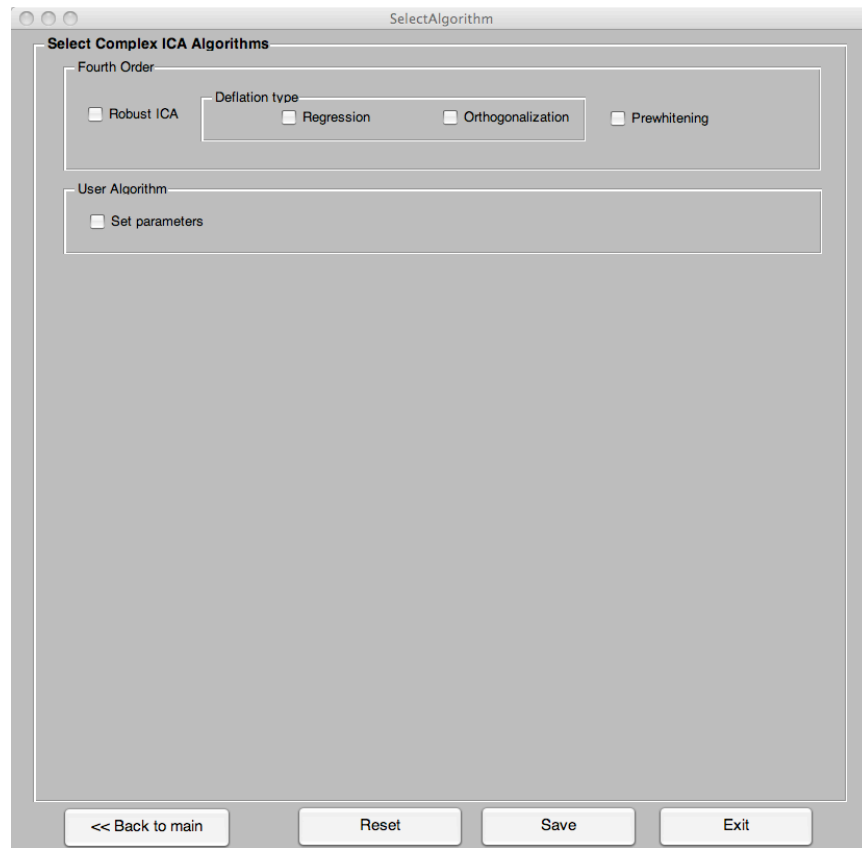 SelectAlgorithm
Select Complex ICA Algorithms
Fourth Order
Deflation type
Robust ICA Regression Orthogonalization Prewhitening
User Algorithm
Set parameters
<< Back to main Reset Save Exit